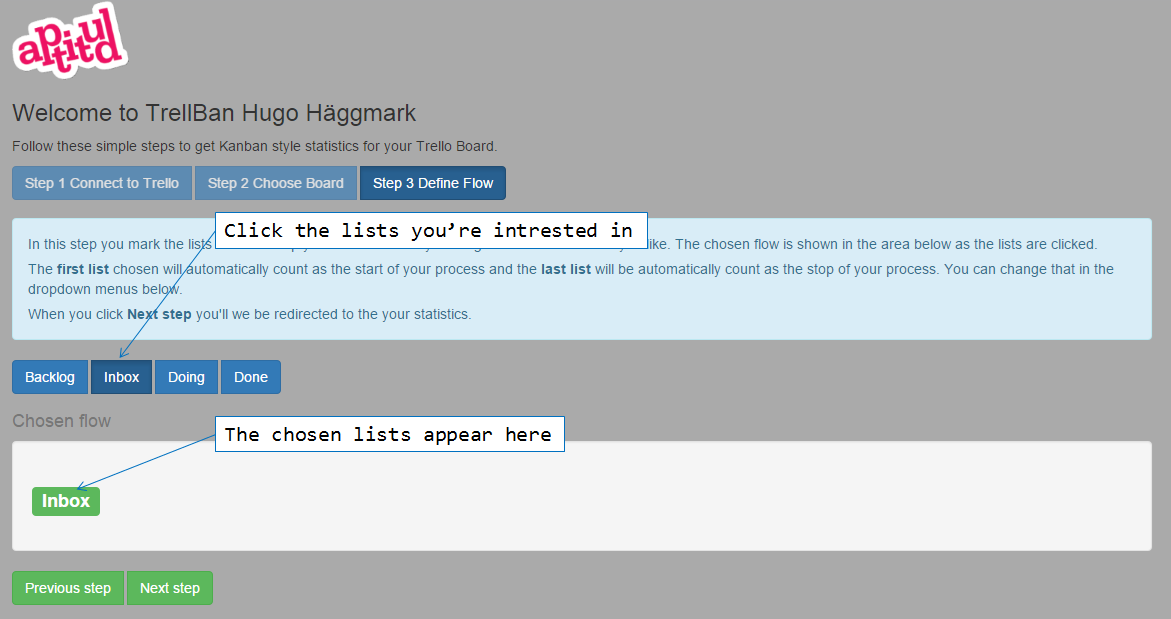 aptitud
Welcome to TrellBan Hugo Häggmark
Follow these simple steps to get Kanban style statistics for your Trello Board.
Step 1 Connect to Trello Step 2 Choose Board Step 3 Define Flow
Click the lists you’re intrested in
In this step you mark the lists like. The chosen flow is shown in the area below as the lists are clicked.
The first list chosen will automatically count as the start of your process and the last list will be automatically count as the stop of your process. You can change that in the
dropdown menus below.
When you click Next step you'll we be redirected to the your statistics.
Backlog Inbox Doing Done
Chosen flow
The chosen lists appear here
Inbox
Previous step Next step